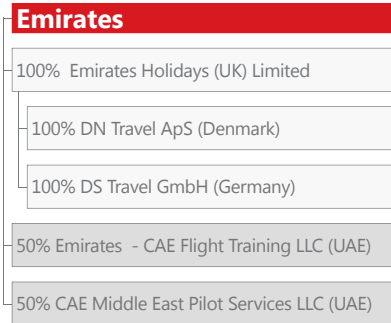 Emirates
100% Emirates Holidays (UK) Limited
100% DN Travel ApS (Denmark)
100% DS Travel GmbH (Germany)
50% Emirates - CAE Flight Training LLC (UAE)
50% CAE Middle East Pilot Services LLC (UAE)